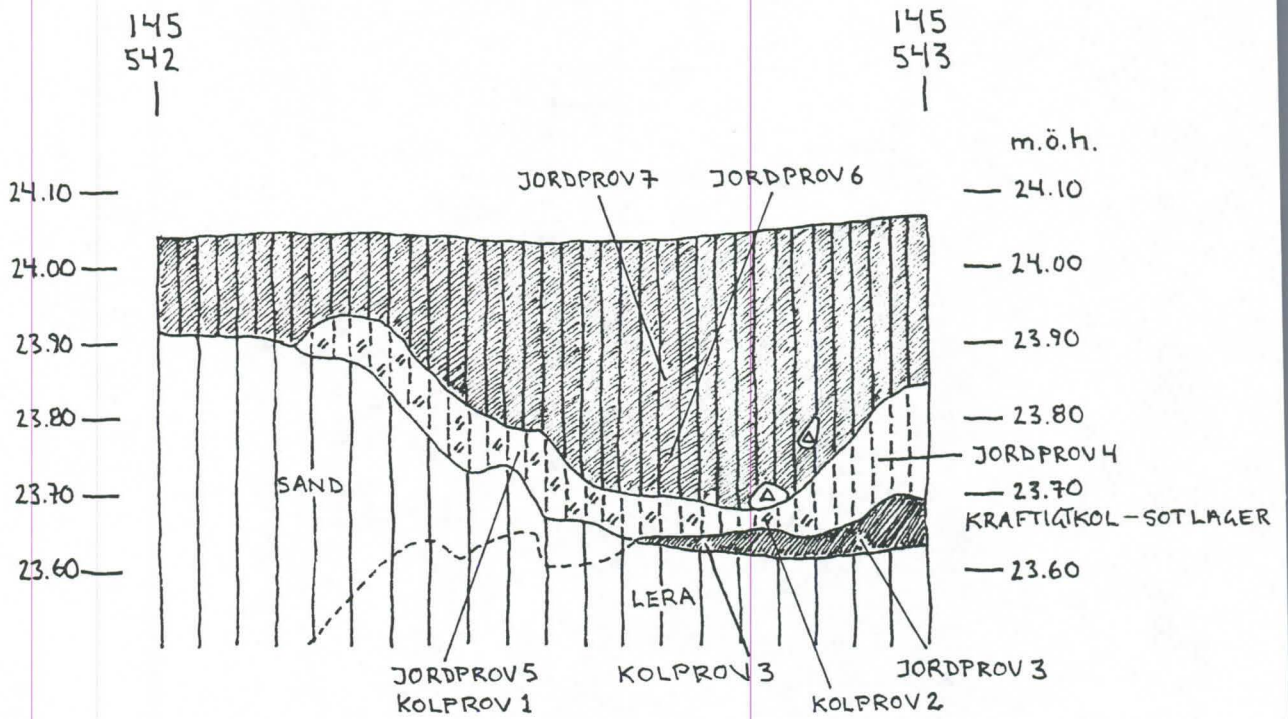 145
542
145
543
m.ö.h.
JORDPROV 7
JORDPROV 6
24.10
24.10
24.00
24.00
23.90
23.90
23.80
23.80
JORDPROV 4
SAND
23.70
23.70
KRAFTIGT KOL-SOTLAGER
23.60
23.60
LERA
JORDPROV 5
KOLPROV 1
KOLPROV 3
JORDPROV 3
KOLPROV 2